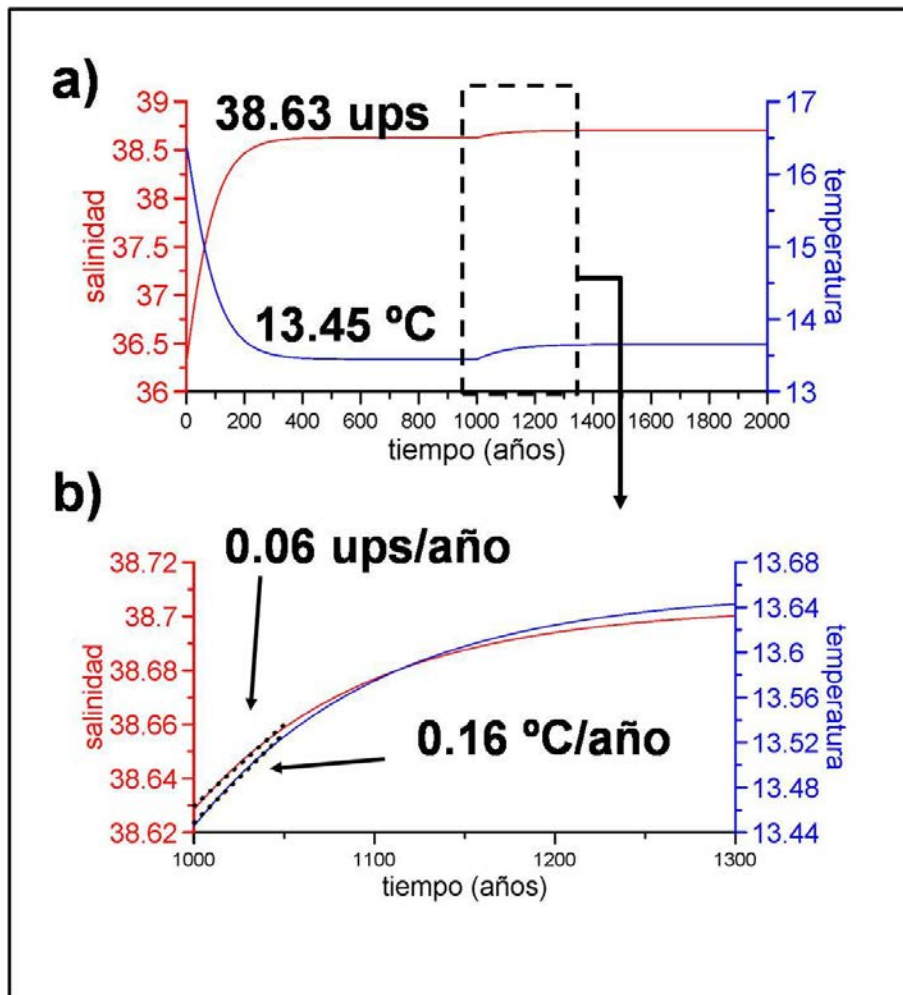 a)
38.63 ups
13.45 ºC
salinidad
39
38.5
38
37.5
37
36.5
36
temperatura
17
16
15
14
13
0 200 400 600 800 1000 1200 1400 1600 1800 2000
tiempo (años)
b)
0.06 ups/año
0.16 ºC/año
salinidad
38.72
38.7
38.68
38.66
38.64
38.62
temperatura
13.68
13.64
13.6
13.56
13.52
13.48
13.44
1000 1100 1200 1300
tiempo (años)